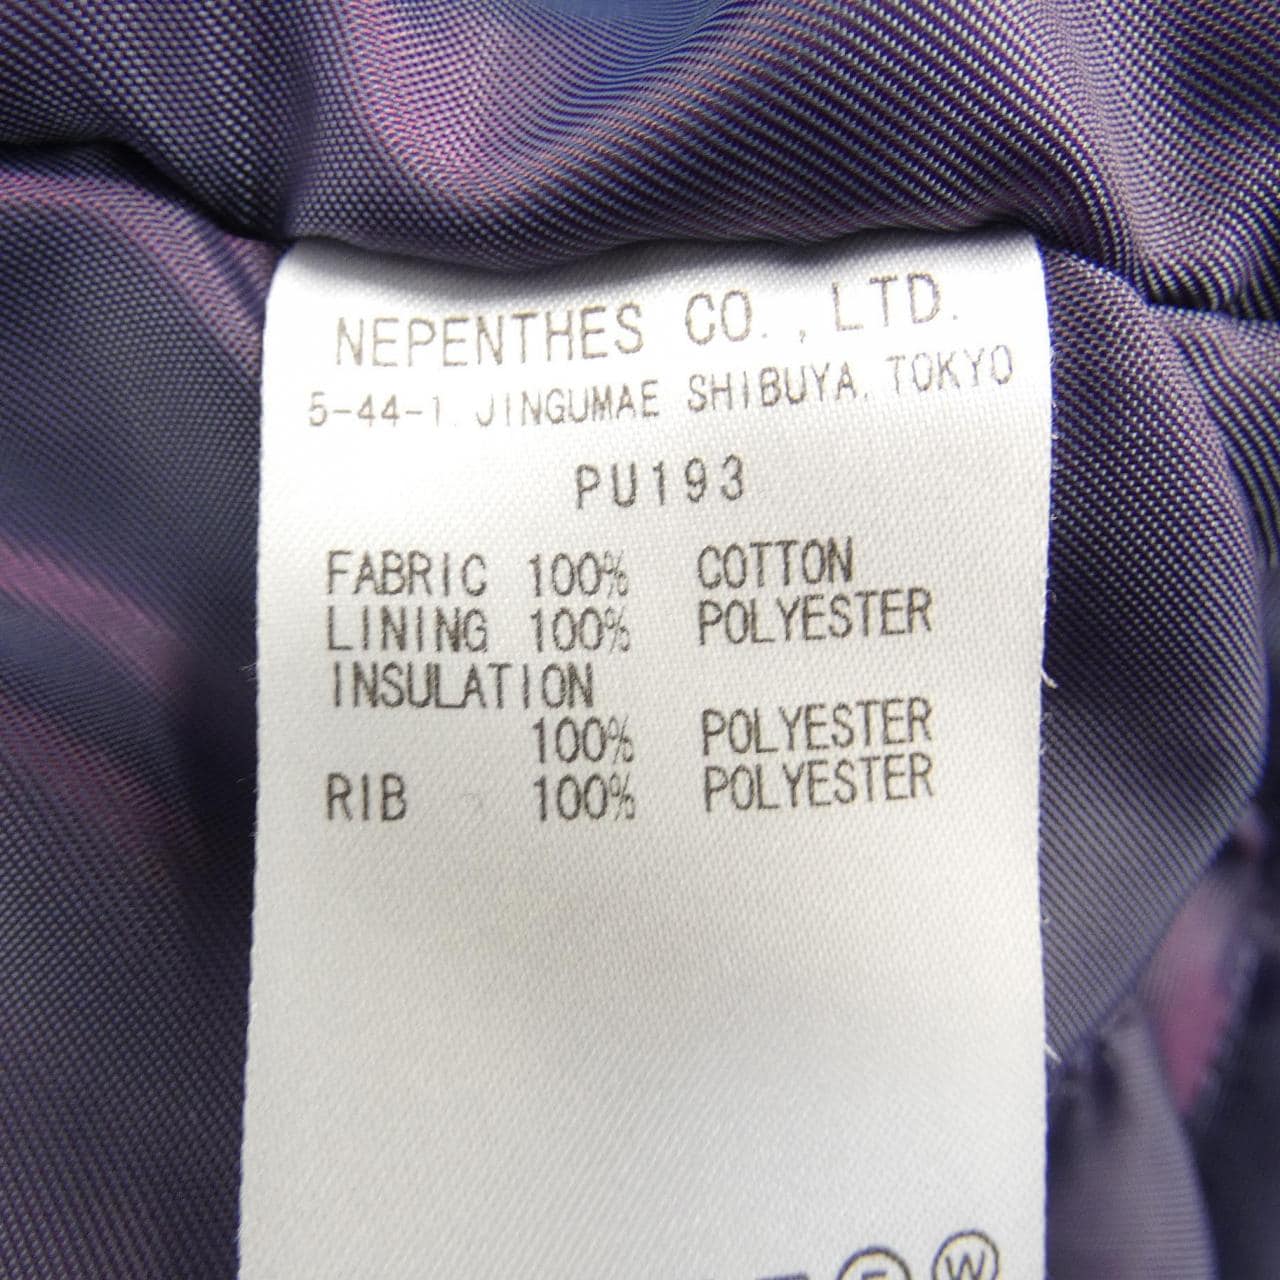 NEPENTHES CO., LTD.
5-44-1, JINGUMAE SHIBUYA, TOKYO
PU193
FABRIC 100% COTTON
LINING 100% POLYESTER
INSULATION
100% POLYESTER
RIB 100% POLYESTER
W